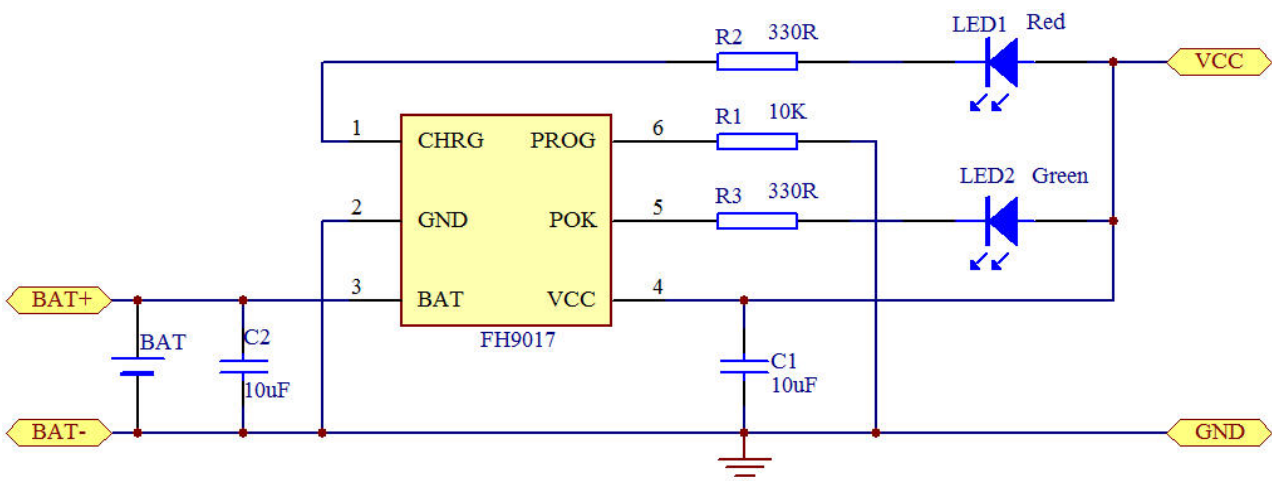 LED1 Red
R2 330R
VCC
R1 10K
1 CHRG PROG 6
LED2 Green
R3 330R
2 GND POK 5
BAT+
3 BAT VCC 4
FH9017
BAT
C2
10uF
C1
10uF
BAT-
GND